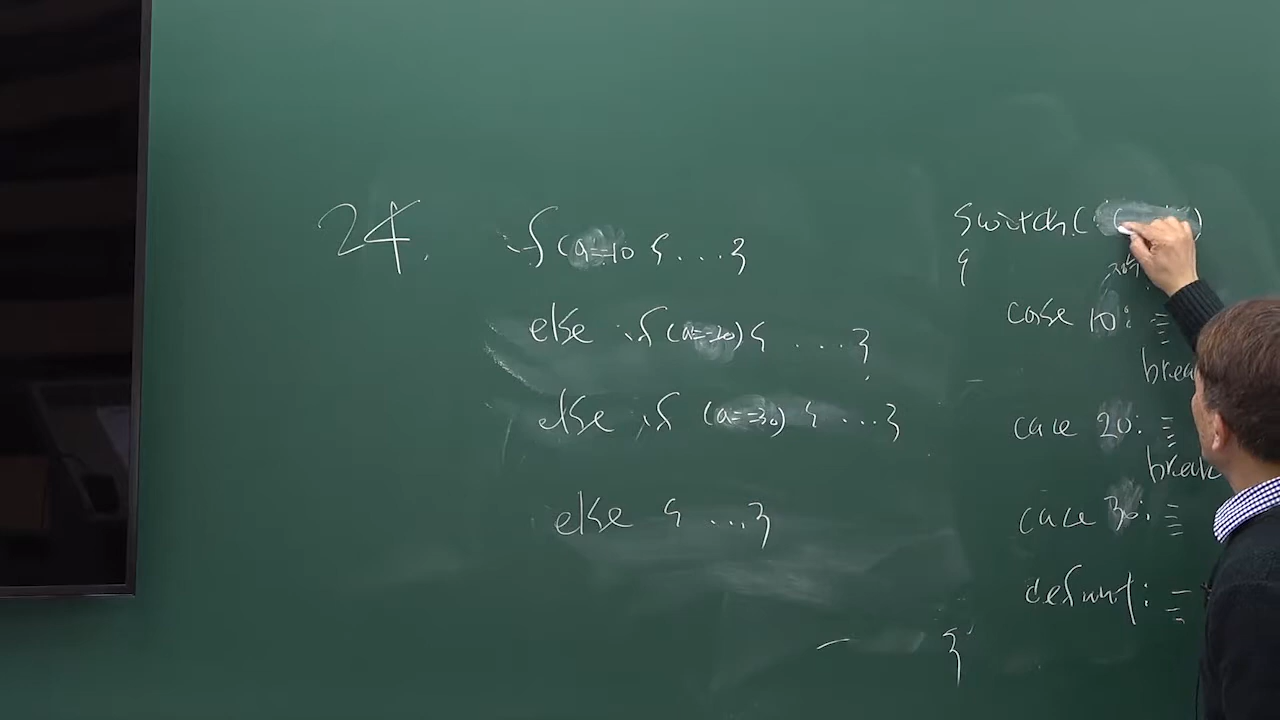 24.
if (a==10 { ... }
else if (a==20) { ... }
else if (a==30) { ... }
else { ... }
switch (
{
case 10:
brea
case 20:
break
case 30:
default:
}